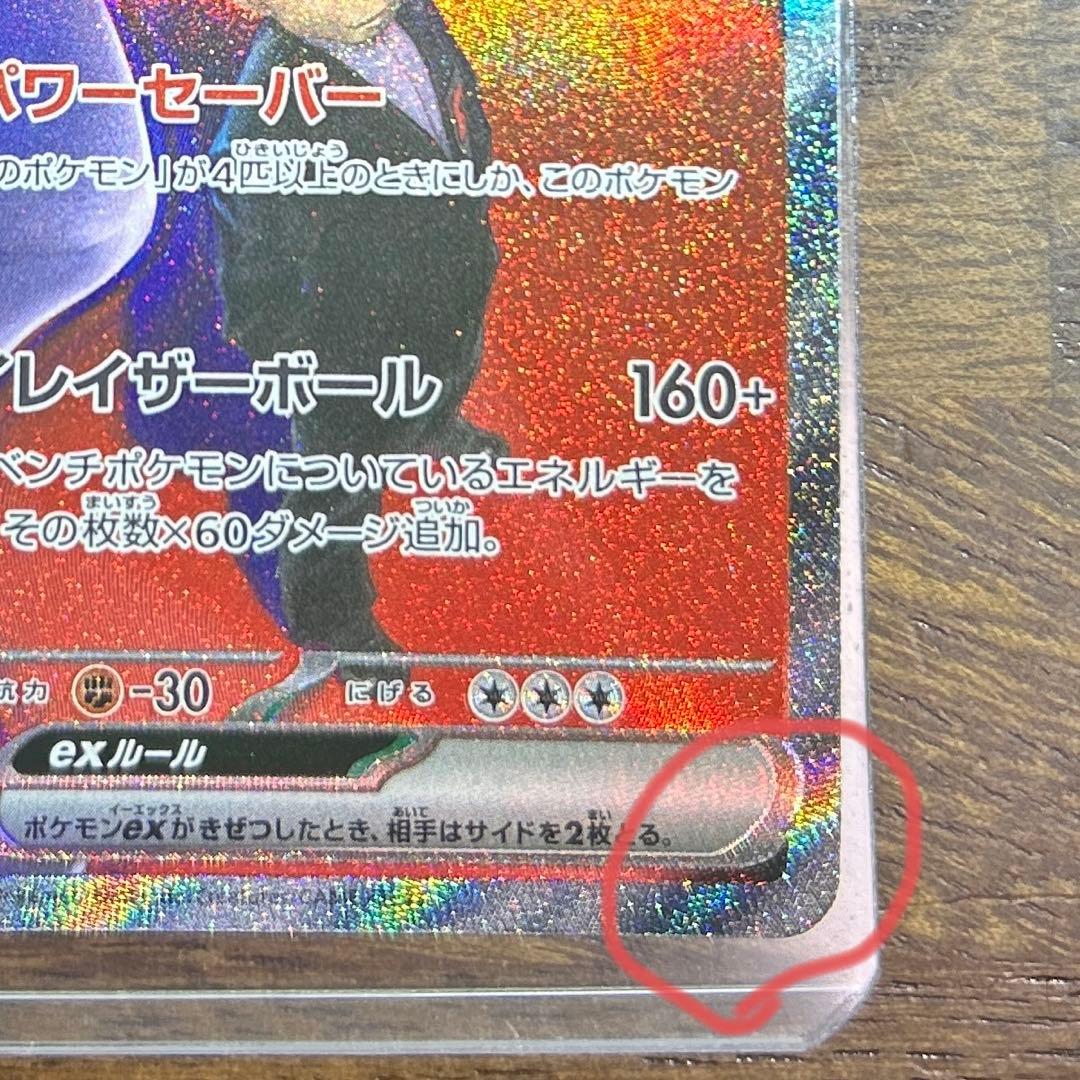 パワーセーバー
ひきいじょう
のポケモン」が4匹以上のときにしか、このポケモン
イレイザーボール 160+
ベンチポケモンについているエネルギーを
まいすう ついか
その枚数×60ダメージ追加。
抗力 -30 にげる
exルール
イーエックス あいて まい
ポケモンexがきぜつしたとき、相手はサイドを2枚とる。